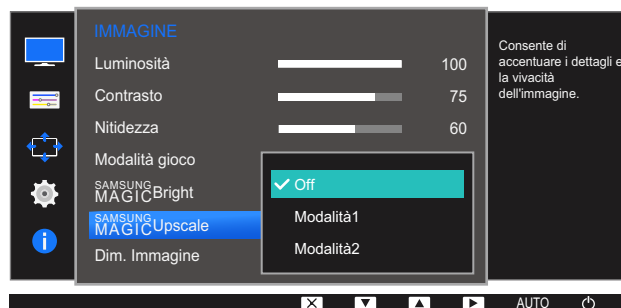 IMMAGINE
Luminosità 100
Contrasto 75
Nitidezza 60
Modalità gioco
SAMSUNG
MAGICBright
SAMSUNG
MAGICUpscale
Dim. Immagine
Off
Modalità1
Modalità2
Consente di
accentuare i dettagli e
la vivacità
dell'immagine.
AUTO